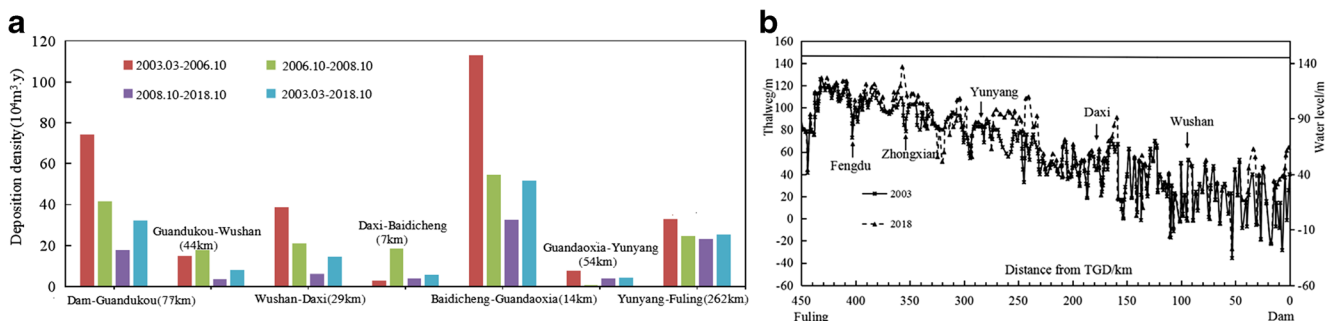 a
120
100
80
60
40
20
0
Deposition density(10⁴m³.y)
2003.03-2006.10
2006.10-2008.10
2008.10-2018.10
2003.03-2018.10
Guandukou-Wushan
(44km)
Daxi-Baidicheng
(7km)
Guandaoxia-Yunyang
(54km)
Dam-Guandukou(77km)
Wushan-Daxi(29km)
Baidicheng-Guandaoxia(14km)
Yunyang-Fuling(262km)
b
160
140
120
100
80
60
40
20
0
-20
-40
-60
Thalweg/m
140
90
40
-10
-60
Water level/m
Yunyang
Daxi
Wushan
Zhongxian
Fengdu
2003
2018
Distance from TGD/km
450 400 350 300 250 200 150 100 50 0
Fuling Dam